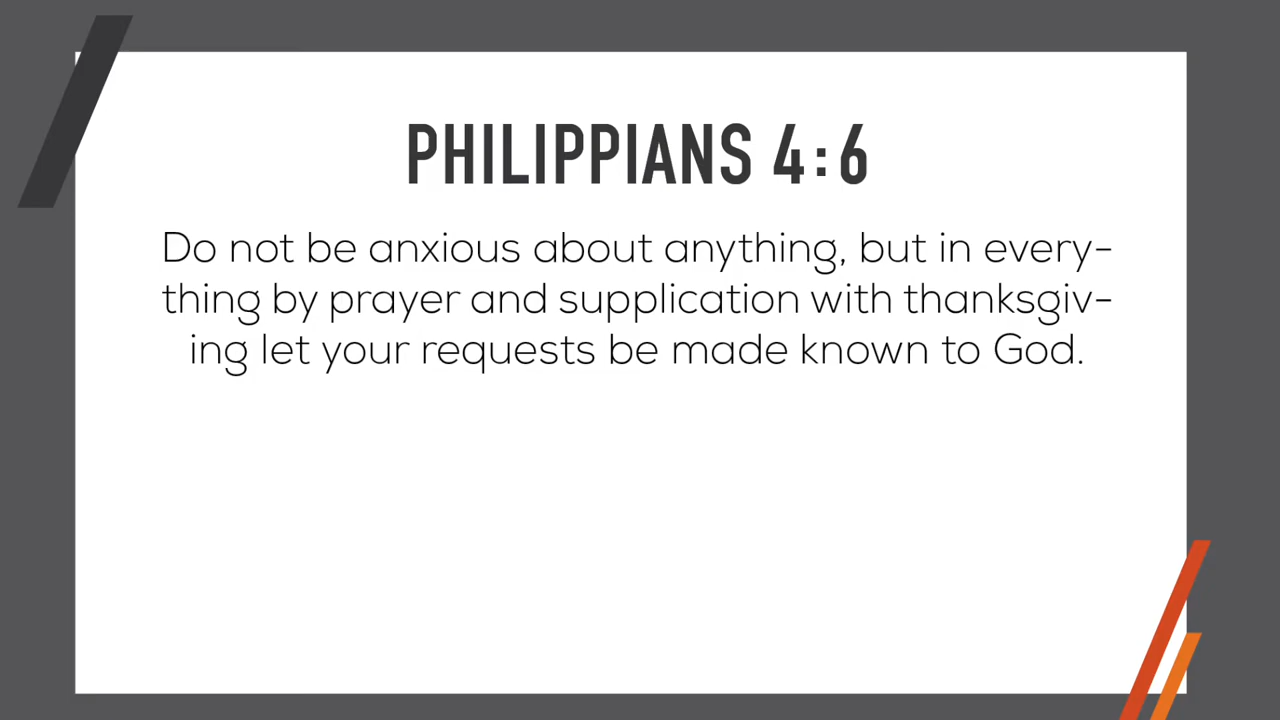 PHILIPPIANS 4:6
Do not be anxious about anything, but in every-
thing by prayer and supplication with thanksgiv-
ing let your requests be made known to God.